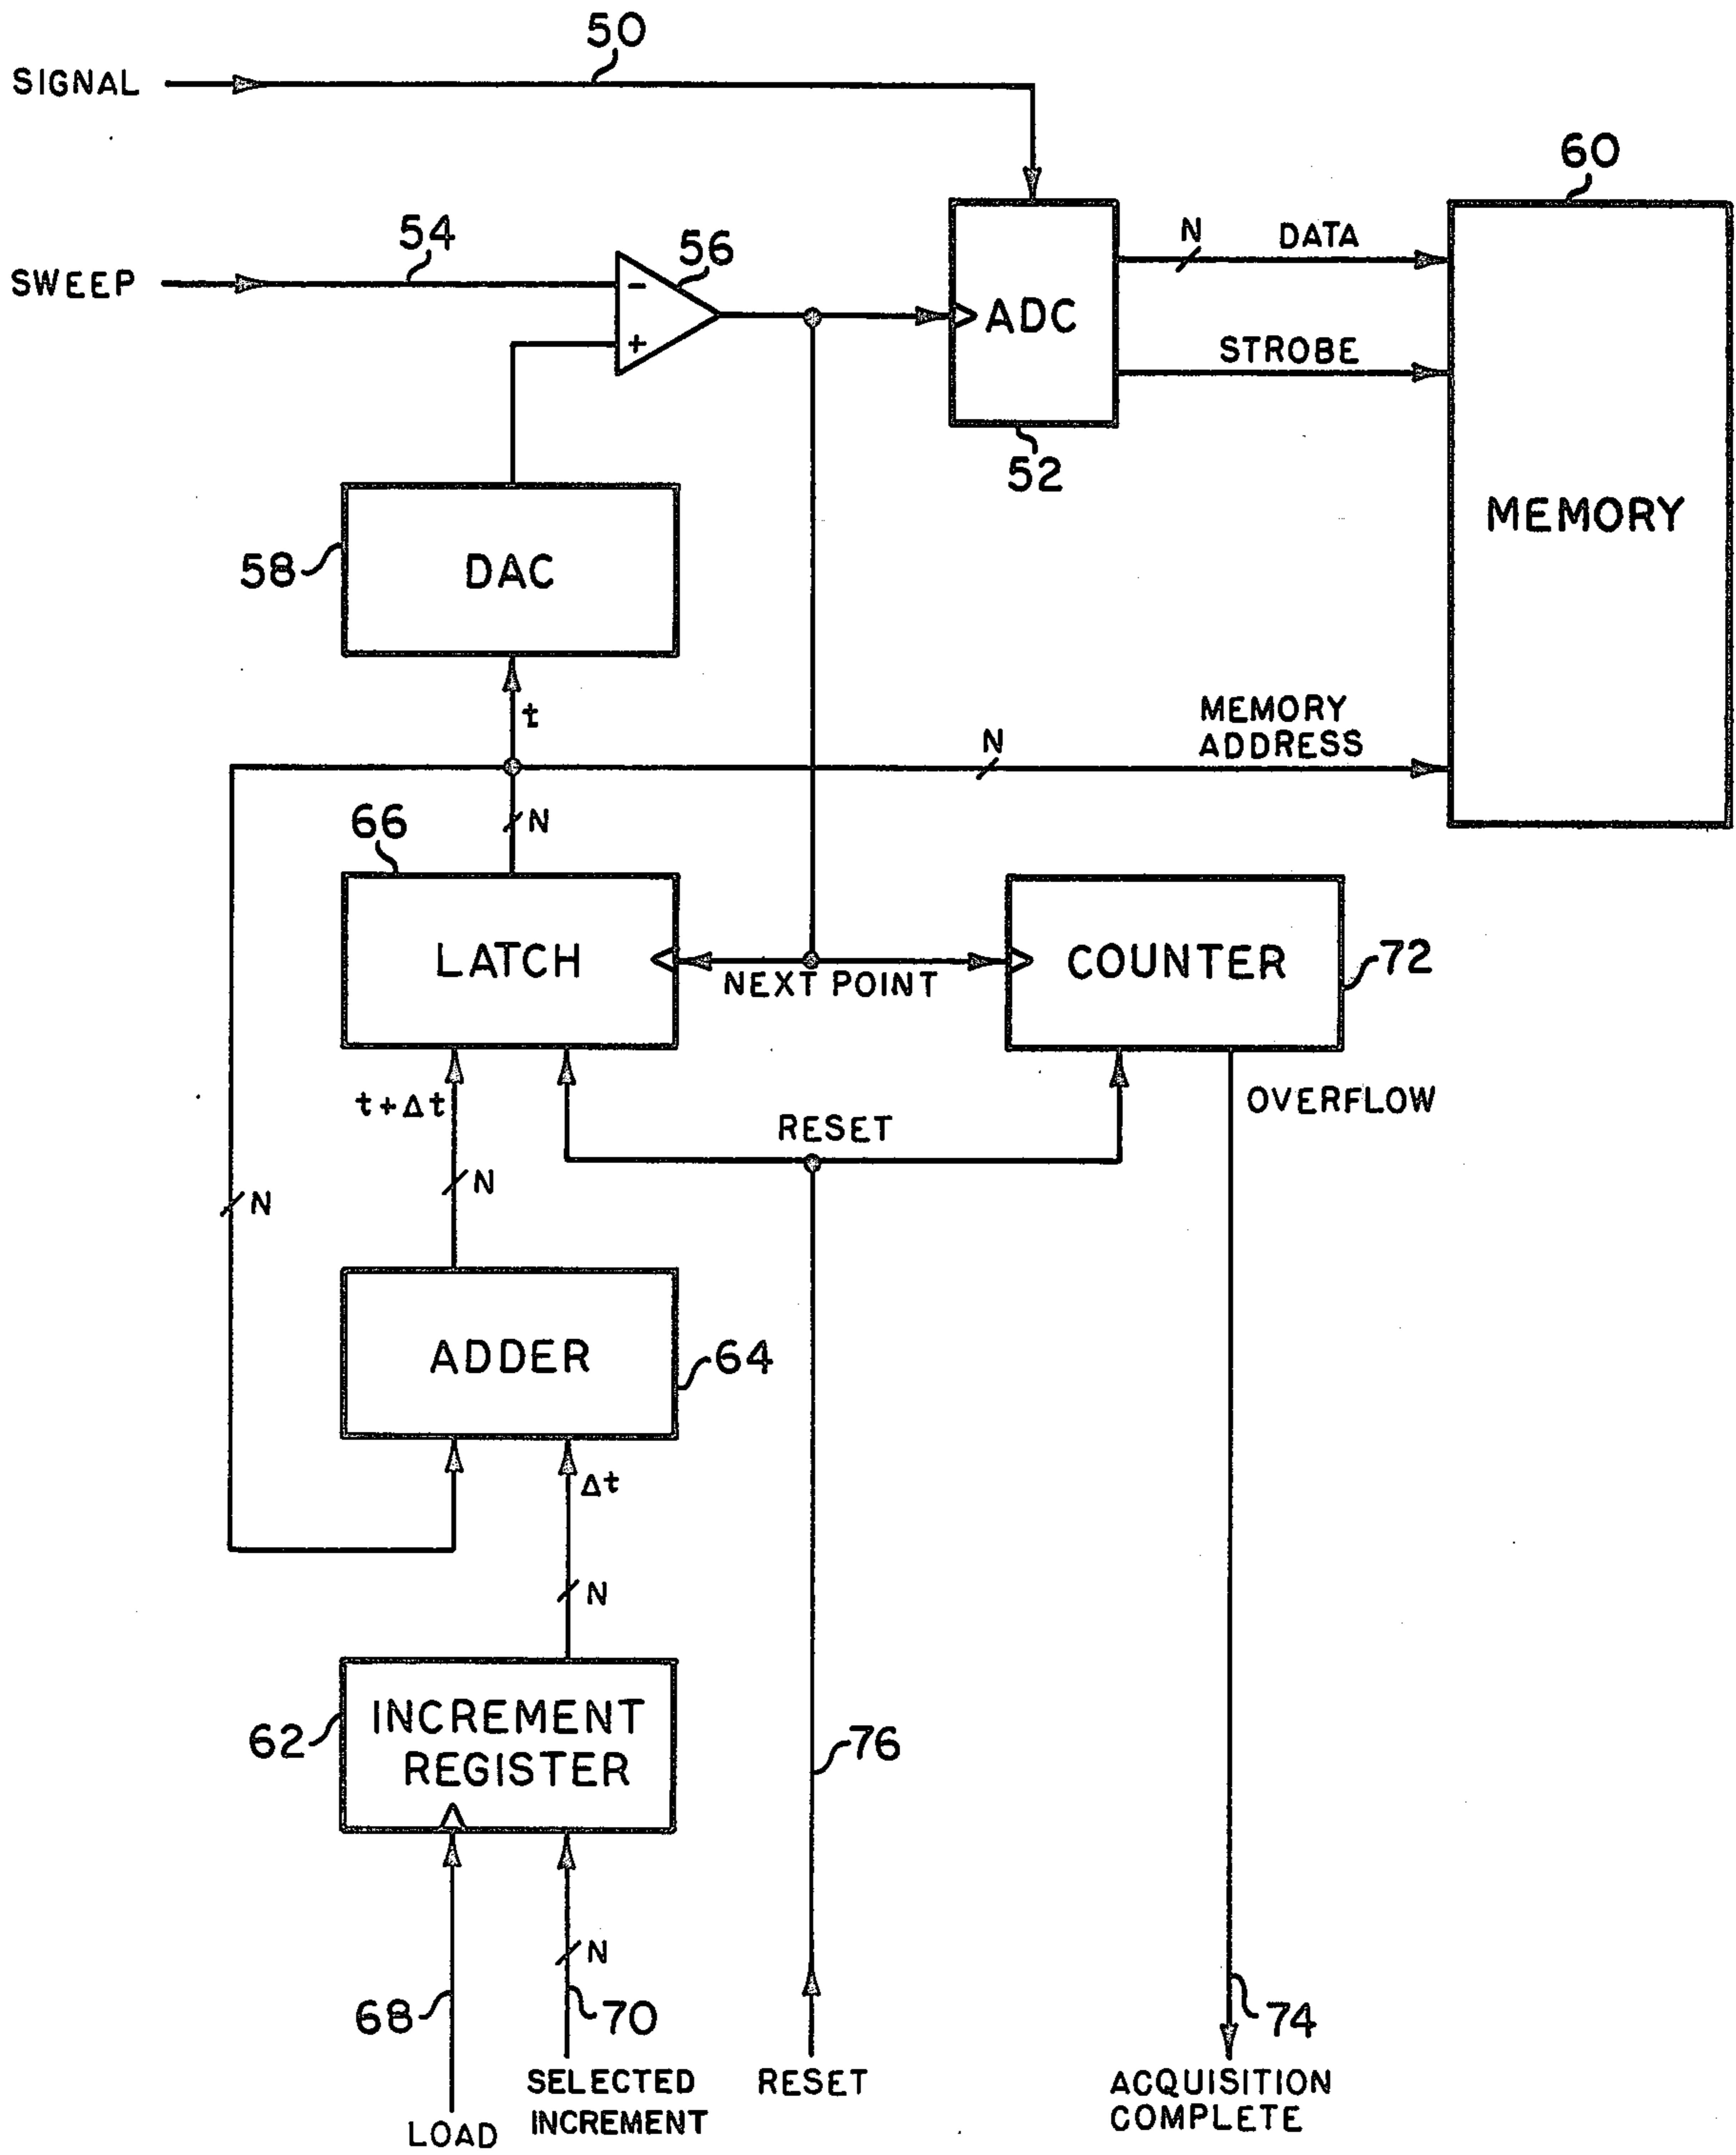 50
SIGNAL
60
54
56
SWEEP
-
+
N
DATA
ADC
STROBE
52
MEMORY
58
DAC
t
MEMORY
ADDRESS
N
66
N
LATCH
NEXT POINT
COUNTER
72
t+Δt
OVERFLOW
RESET
N
N
ADDER
64
Δt
N
62
INCREMENT
REGISTER
76
N
68
70
74
SELECTED
INCREMENT
RESET
ACQUISITION
COMPLETE
LOAD